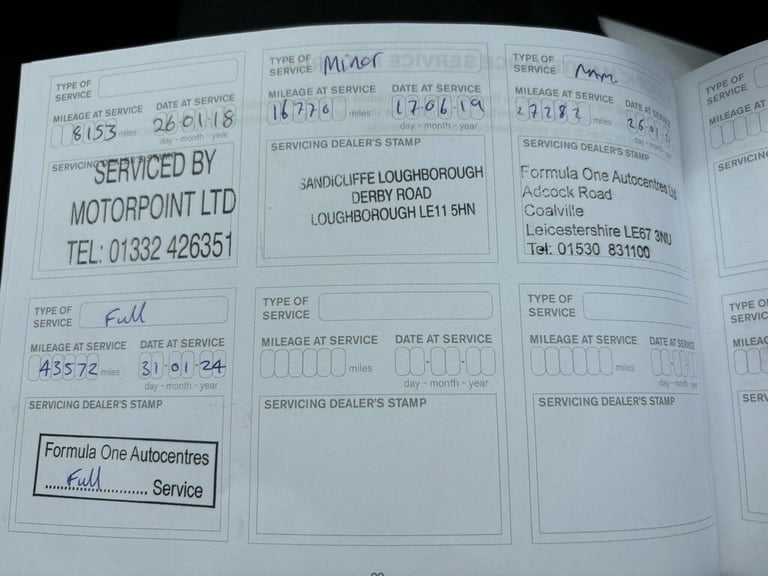 TYPE OF
SERVICE
MILEAGE AT SERVICE DATE AT SERVICE
8153 miles 26 01 18
day - month - year
SERVICING DEALER'S STAMP
SERVICED BY
MOTORPOINT LTD
TEL: 01332 426351
TYPE OF
SERVICE Minor
MILEAGE AT SERVICE DATE AT SERVICE
16776 miles 17-06-19
day - month - year
SERVICING DEALER'S STAMP
SANDICLIFFE LOUGHBOROUGH
DERBY ROAD
LOUGHBOROUGH LE11 5HN
TYPE OF
SERVICE
MILEAGE AT SERVICE DATE AT SERVICE
27282 miles 26-01
day - month
SERVICING DEALER'S STAMP
Formula One Autocentres Ltd
Adcock Road
Coalville
Leicestershire LE67 3NU
Tel: 01530 831100
TYPE OF
SERVICE Full
MILEAGE AT SERVICE DATE AT SERVICE
43572 miles 31-01-24
day - month - year
SERVICING DEALER'S STAMP
Formula One Autocentres
Full Service
TYPE OF
SERVICE
MILEAGE AT SERVICE DATE AT SERVICE
miles
day - month - year
SERVICING DEALER'S STAMP
TYPE OF
SERVICE
MILEAGE AT SERVICE DATE AT SERVICE
miles
day - month - year
SERVICING DEALER'S STAMP
TYPE OF
MILEAGE AT
TYPE OF